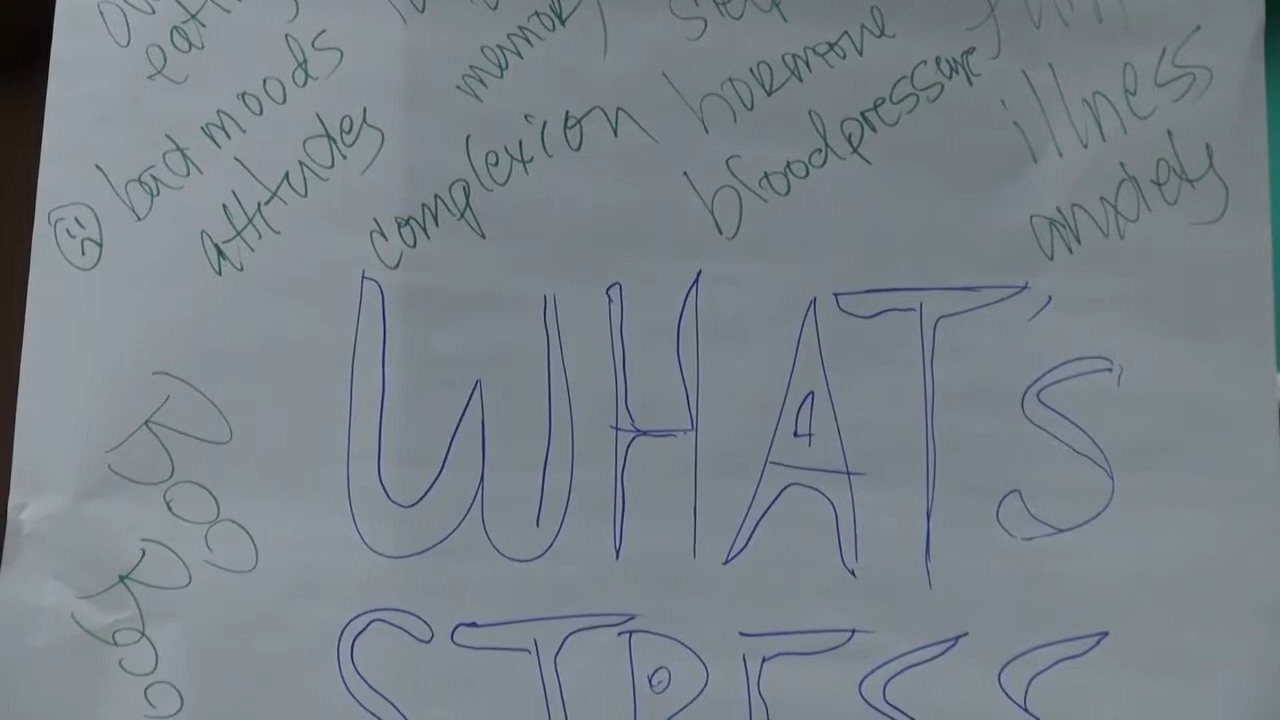 memory
bad moods
attitudes
complexion
hormone
bloodpressure
illness
anxiety
WHAT'S
STRESS